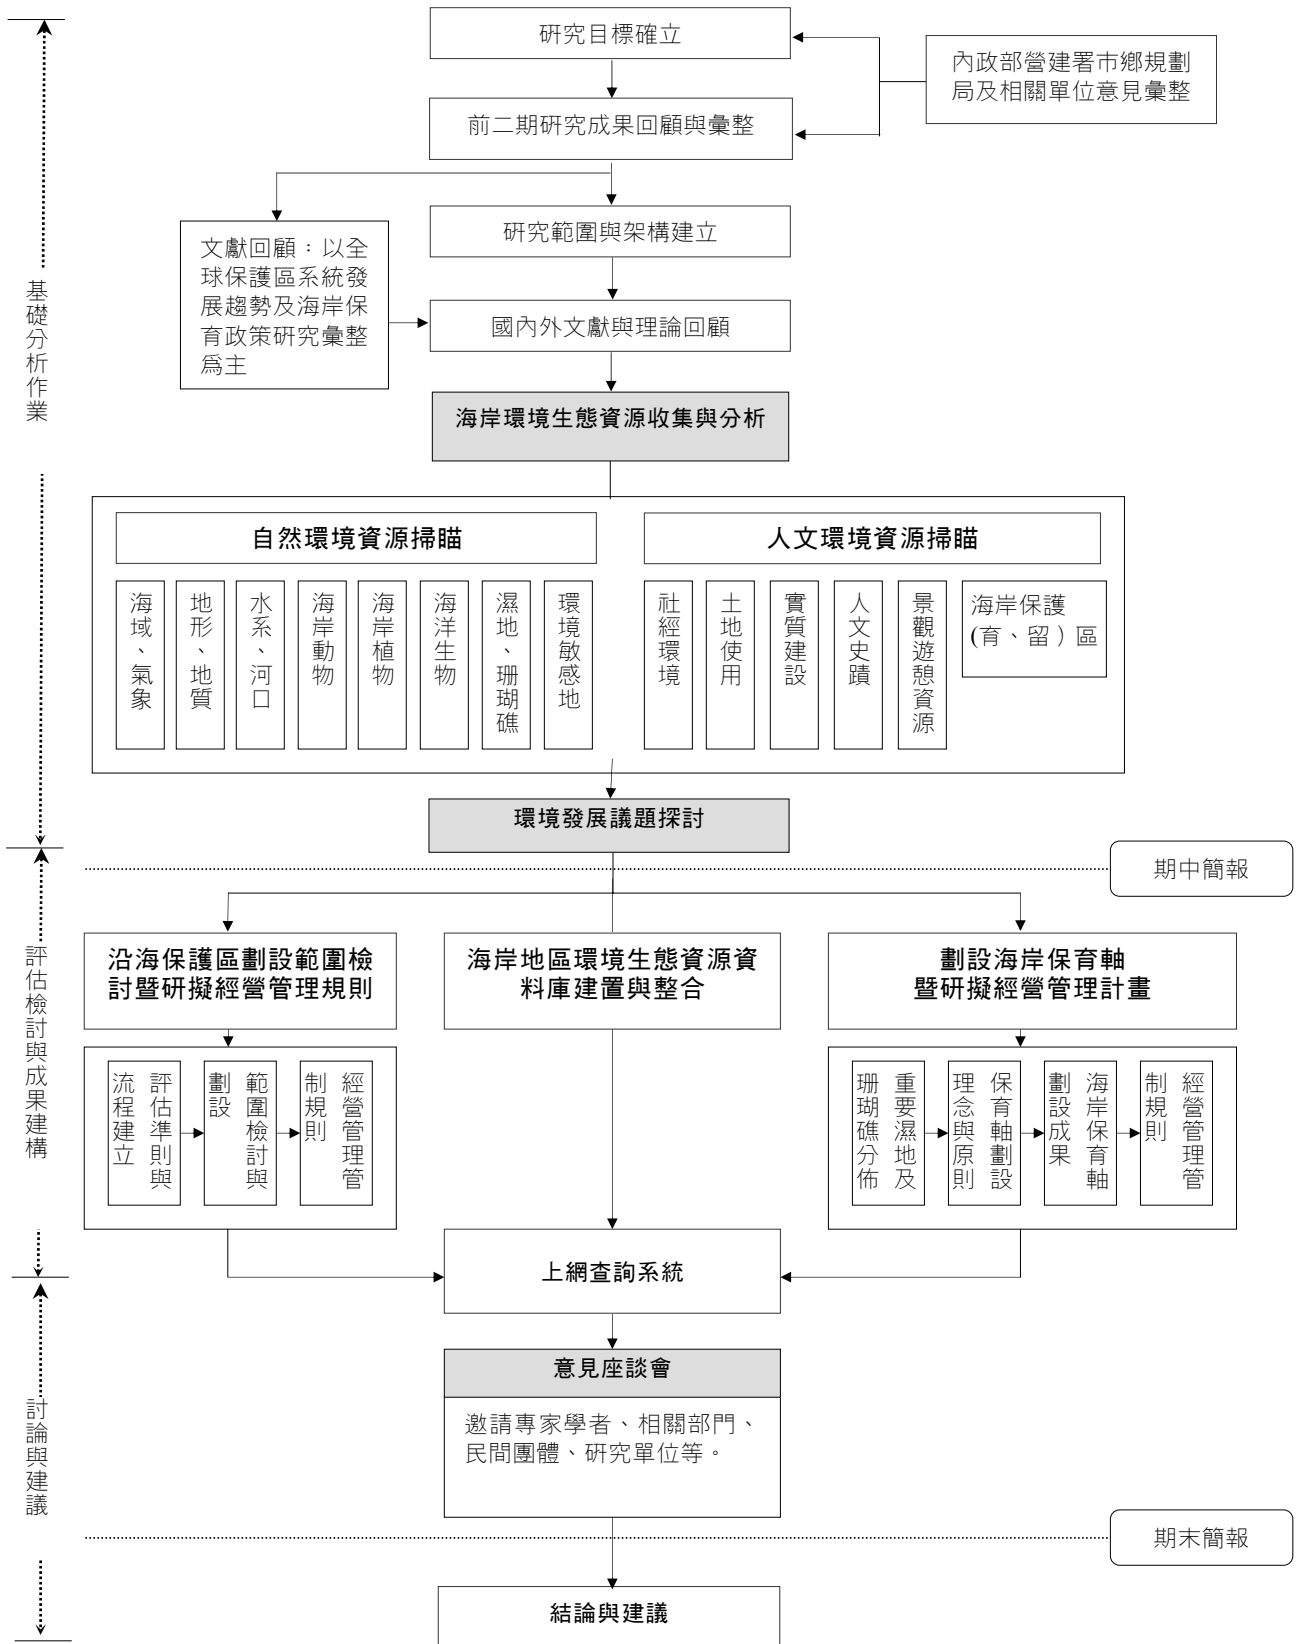 研究目標確立
內政部營建署市鄉規劃
局及相關單位意見彙整
前二期研究成果回顧與彙整
研究範圍與架構建立
文獻回顧：以全
球保護區系統發
展趨勢及海岸保
育政策研究彙整
為主
國內外文獻與理論回顧
基礎分析作業
海岸環境生態資源收集與分析
自然環境資源掃瞄
人文環境資源掃瞄
海域、氣象
地形、地質
水系、河口
海岸動物
海岸植物
海洋生物
濕地、珊瑚礁
環境敏感地
社經環境
土地使用
實質建設
人文史蹟
景觀遊憩資源
海岸保護
(育、留）區
環境發展議題探討
期中簡報
評估檢討與成果建構
沿海保護區劃設範圍檢
討暨研擬經營管理規則
海岸地區環境生態資源資
料庫建置與整合
劃設海岸保育軸
暨研擬經營管理計畫
評估準則與
流程建立
範圍檢討與
劃設
經營管理管
制規則
重要濕地及
珊瑚礁分佈
保育軸劃設
理念與原則
海岸保育軸
劃設成果
經營管理管
制規則
上網查詢系統
意見座談會
邀請專家學者、相關部門、
民間團體、研究單位等。
討論與建議
期末簡報
結論與建議